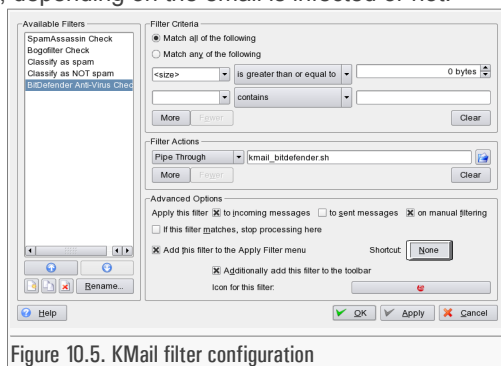 , depending on the email is infected or not.
Available Filters
SpamAssassin Check
Bogofilter Check
Classify as spam
Classify as NOT spam
BitDefender Anti-Virus Chec
Rename...
Filter Criteria
Match all of the following
Match any of the following
<size> is greater than or equal to 0 bytes
contains
More Fewer Clear
Filter Actions
Pipe Through kmail_bitdefender.sh
More Fewer Clear
Advanced Options
Apply this filter to incoming messages to sent messages on manual filtering
If this filter matches, stop processing here
Add this filter to the Apply Filter menu Shortcut: None
Additionally add this filter to the toolbar
Icon for this filter:
Help OK Apply Cancel
Figure 10.5. KMail filter configuration